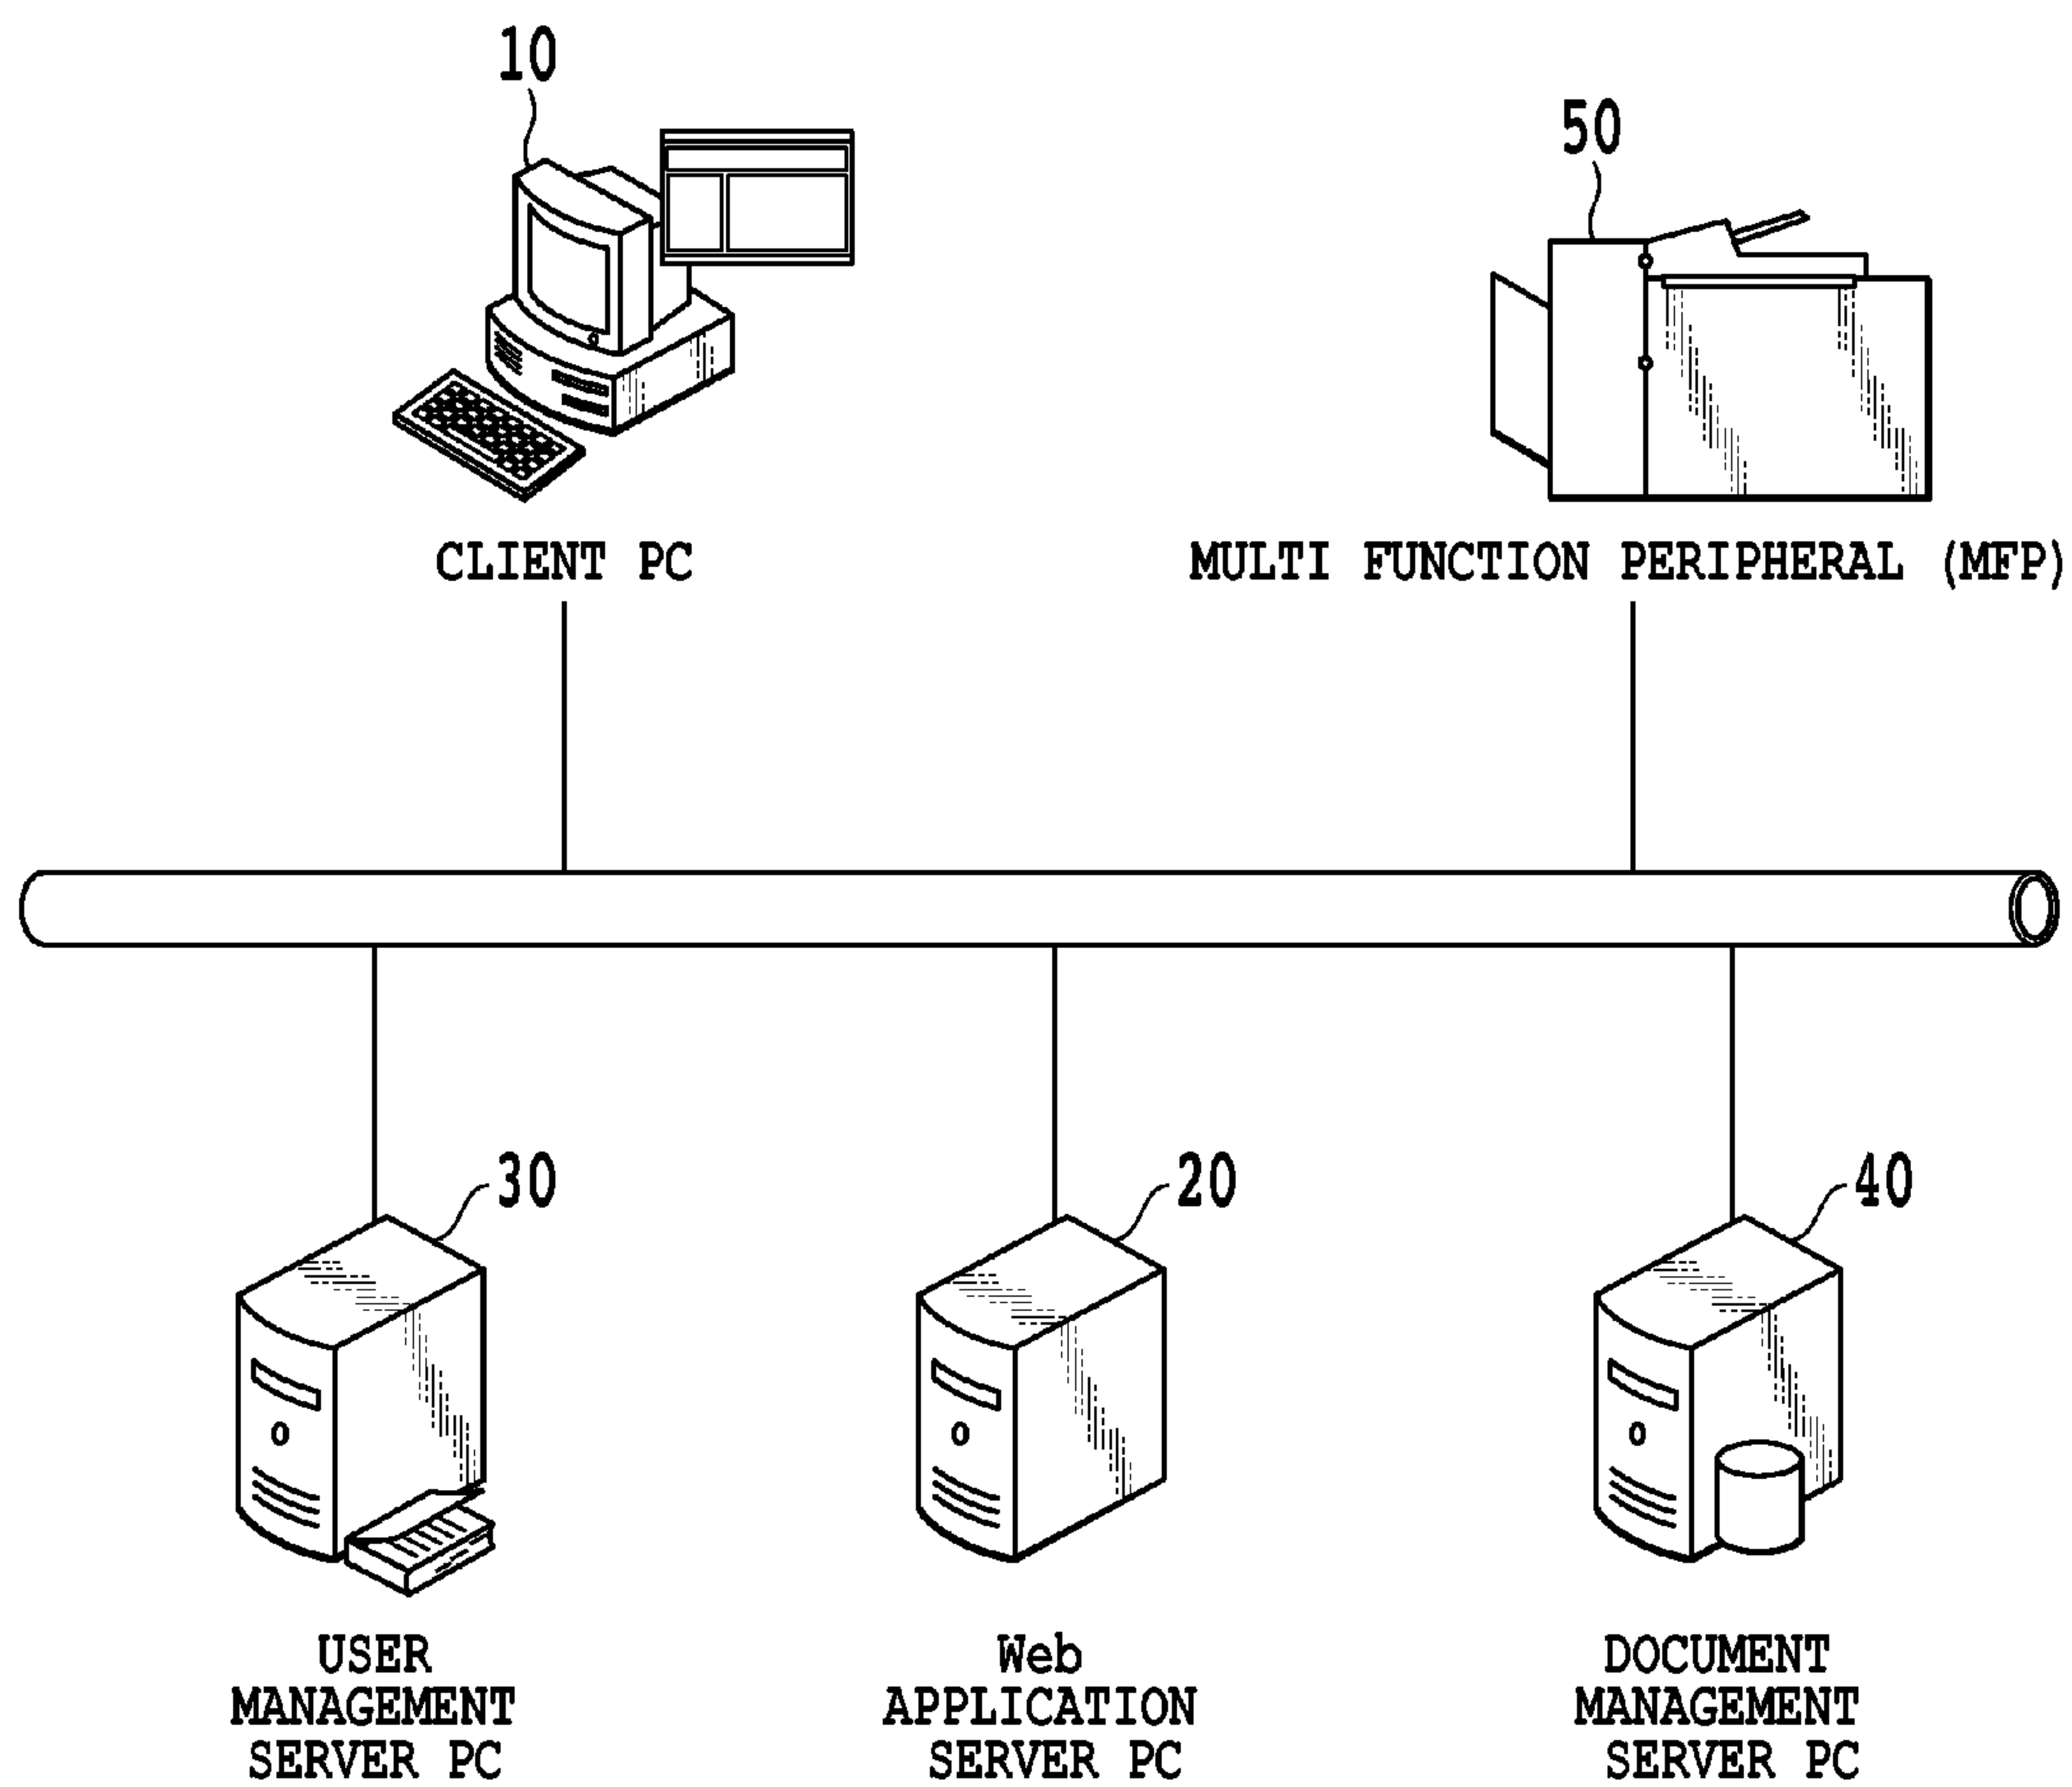 10
50
CLIENT PC
MULTI FUNCTION PERIPHERAL (MFP)
30
20
40
USER
MANAGEMENT
SERVER PC
Web
APPLICATION
SERVER PC
DOCUMENT
MANAGEMENT
SERVER PC